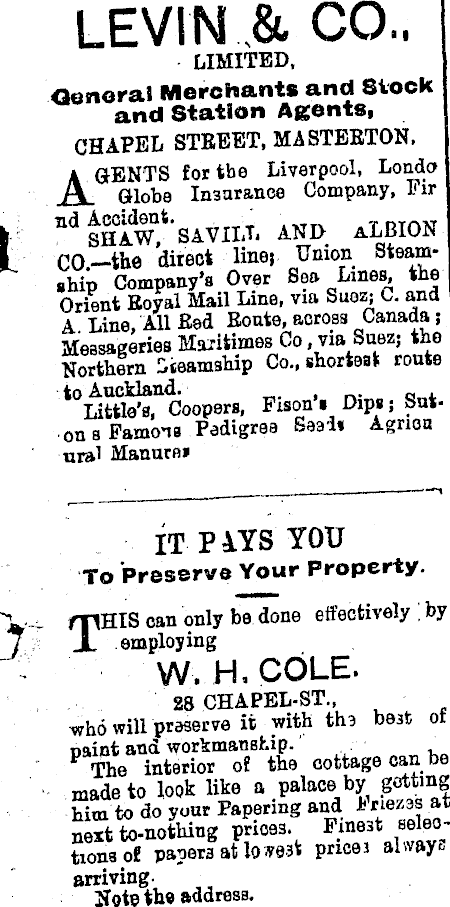 LEVIN & CO.,
LIMITED,
General Merchants and Stock
and Station Agents,
CHAPEL STREET, MASTERTON.
AGENTS for the Liverpool, Londo
Globe Insurance Company, Fir
nd Accident.
SHAW, SAVILL AND ALBION
CO.—the direct line; Union Steam-
ship Company's Over Sea Lines, the
Orient Royal Mail Line, via Suez; C. and
A. Line, All Red Route, across Canada;
Messageries Maritimes Co, via Suez; the
Northern Steamship Co., shortest route
to Auckland.
Little's, Coopers, Fison's Dips; Sut-
on s Famous Pedigree Seeds Agricu
ural Manures
IT PAYS YOU
To Preserve Your Property.
THIS can only be done effectively by
employing
W. H. COLE.
28 CHAPEL-ST.,
who will preserve it with the best of
paint and workmanship.
The interior of the cottage can be
made to look like a palace by getting
him to do your Papering and Friezes at
next to-nothing prices. Finest selec-
tions of papers at lowest prices always
arriving.
Note the address.